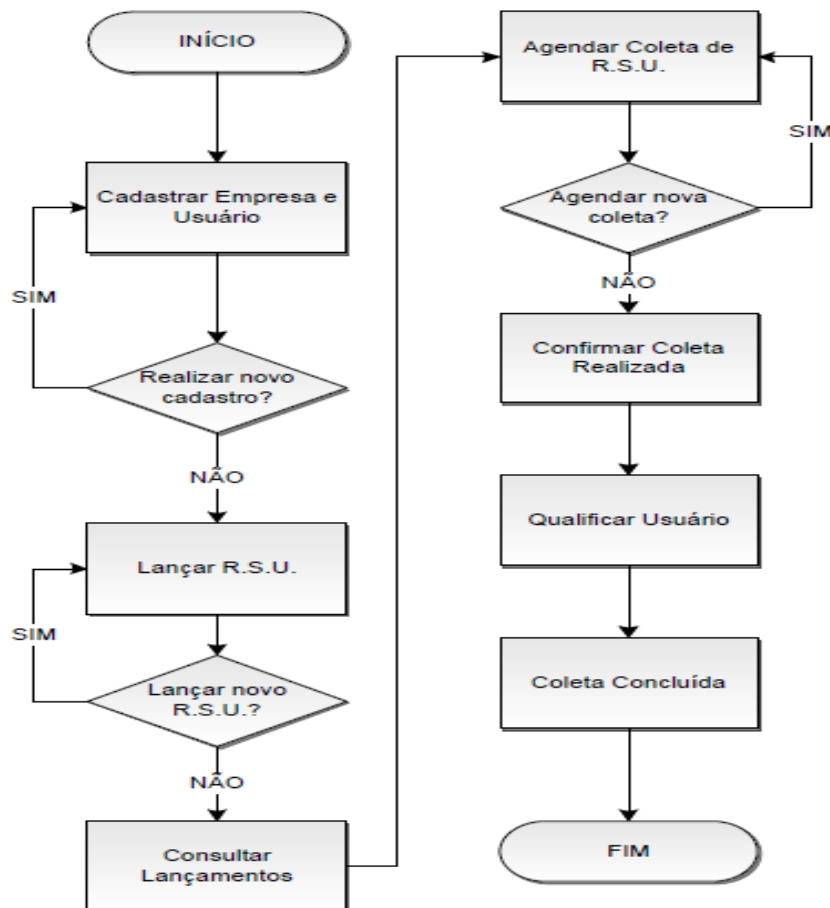 INÍCIO
Cadastrar Empresa e
Usuário
SIM
Realizar novo
cadastro?
NÃO
Lançar R.S.U.
SIM
Lançar novo
R.S.U.?
NÃO
Consultar
Lançamentos
Agendar Coleta de
R.S.U.
SIM
Agendar nova
coleta?
NÃO
Confirmar Coleta
Realizada
Qualificar Usuário
Coleta Concluída
FIM